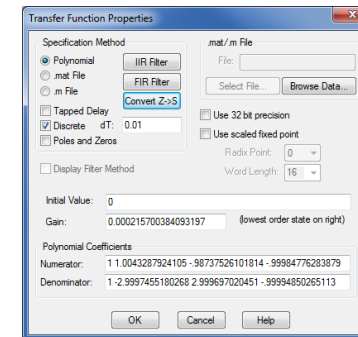 Transfer Function Properties
Specification Method
Polynomial
.mat File
.m File
IIR Filter
FIR Filter
Convert Z->S
Tapped Delay
Discrete dT: 0.01
Poles and Zeros
Display Filter Method
.mat/.m File
File:
Select File... Browse Data...
Use 32 bit precision
Use scaled fixed point
Radix Point: 0
Word Length: 16
Initial Value: 0
Gain: 0.000215700384093197 (lowest order state on right)
Polynomial Coefficients
Numerator: 1 1.0043287924105 -.98737526101814 -.99984776283879
Denominator: 1 -2.9997455180268 2.999697020451 -.99994850265113
OK Cancel Help